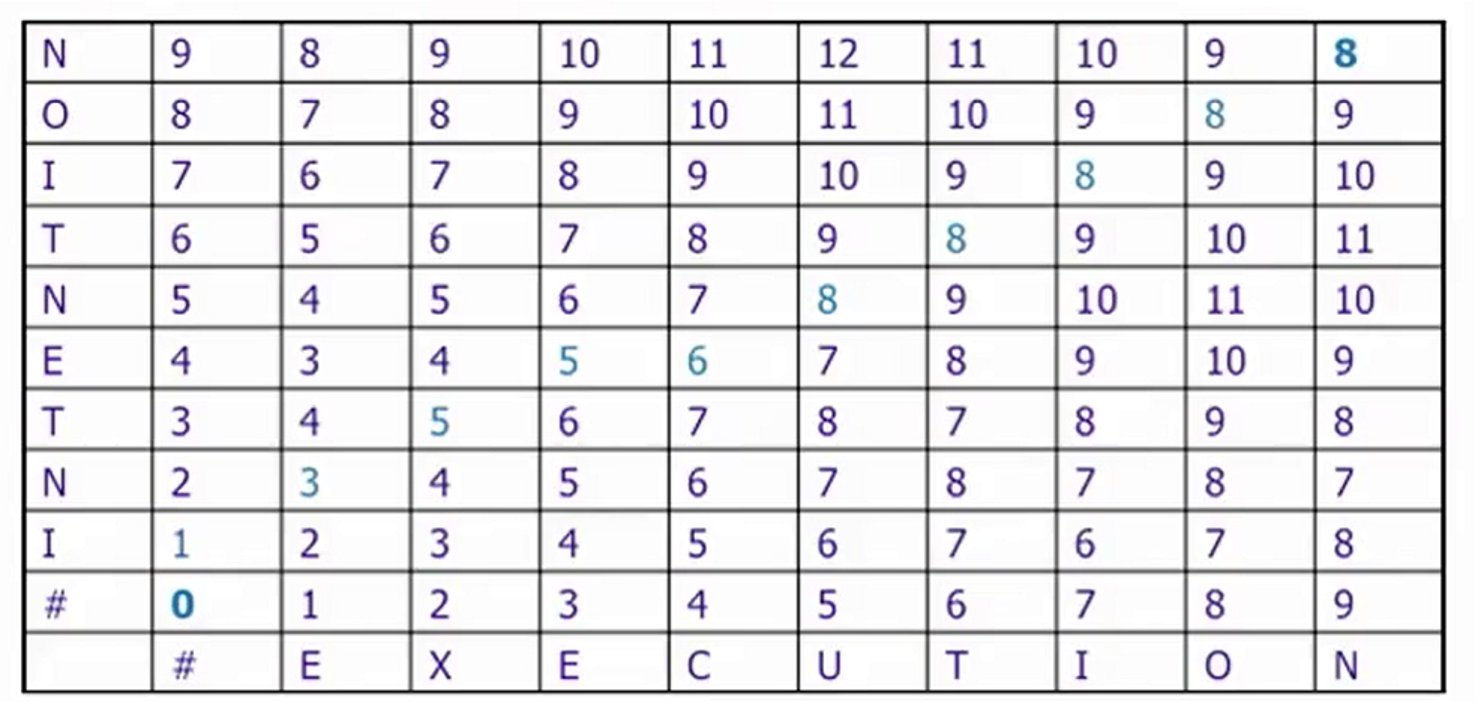 N 9 8 9 10 11 12 11 10 9 8
O 8 7 8 9 10 11 10 9 8 9
I 7 6 7 8 9 10 9 8 9 10
T 6 5 6 7 8 9 8 9 10 11
N 5 4 5 6 7 8 9 10 11 10
E 4 3 4 5 6 7 8 9 10 9
T 3 4 5 6 7 8 7 8 9 8
N 2 3 4 5 6 7 8 7 8 7
I 1 2 3 4 5 6 7 6 7 8
# 0 1 2 3 4 5 6 7 8 9
# E X E C U T I O N